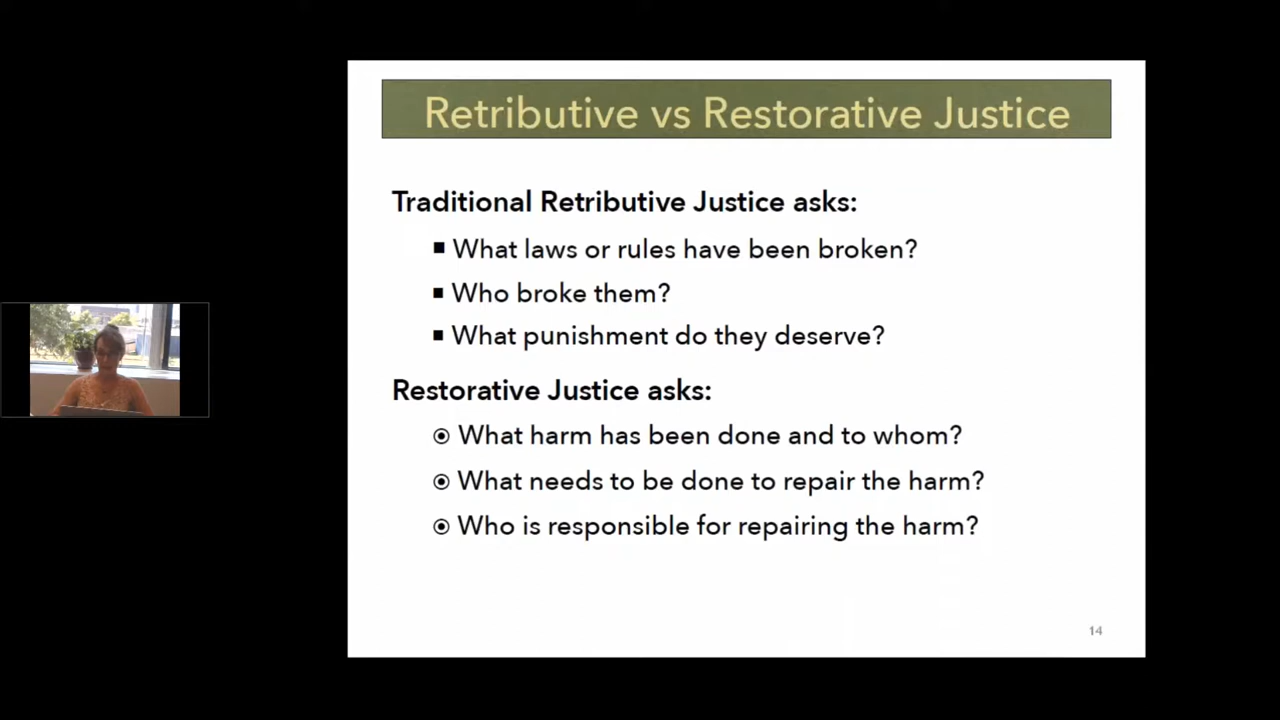 Retributive vs Restorative Justice
Traditional Retributive Justice asks:
What laws or rules have been broken?
Who broke them?
What punishment do they deserve?
Restorative Justice asks:
What harm has been done and to whom?
What needs to be done to repair the harm?
Who is responsible for repairing the harm?
14